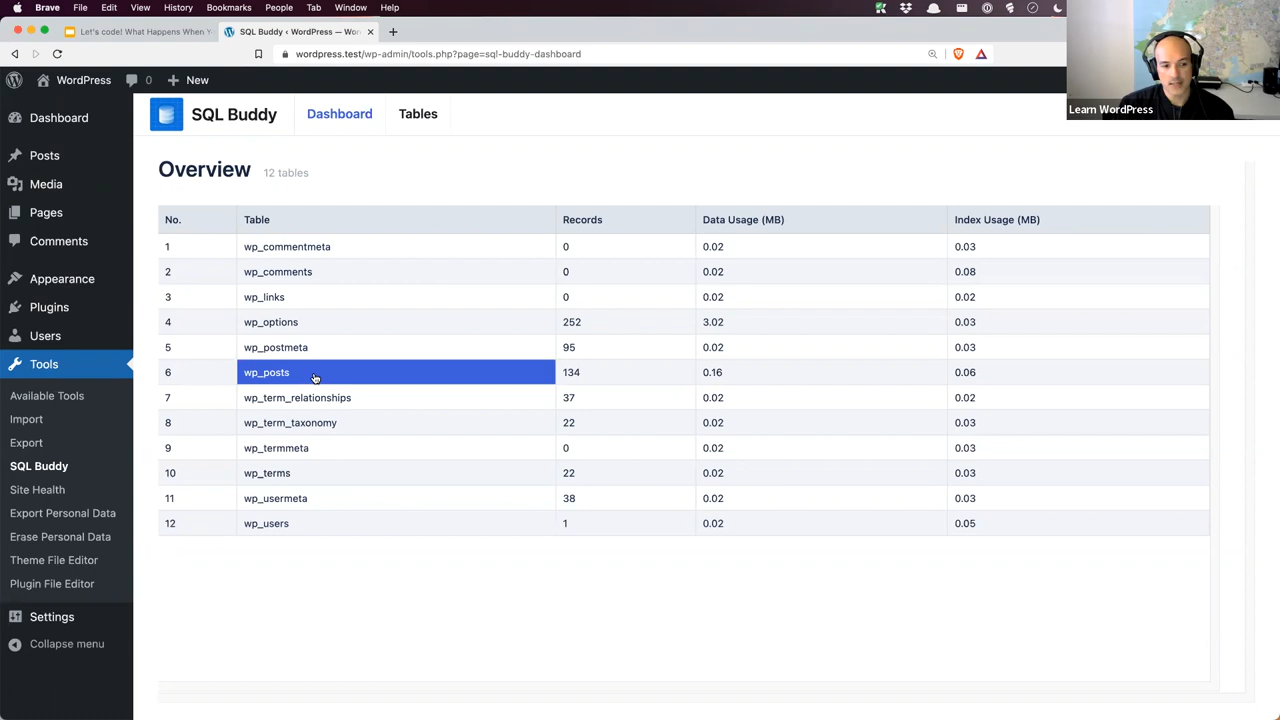 Brave File Edit View History Bookmarks People Tab Window Help
Let's code! What Happens When Y
SQL Buddy ‹ WordPress — Wor
wordpress.test/wp-admin/tools.php?page=sql-buddy-dashboard
WordPress 0 New
Learn WordPress
Dashboard
Posts
Media
Pages
Comments
Appearance
Plugins
Users
Tools
Available Tools
Import
Export
SQL Buddy
Site Health
Export Personal Data
Erase Personal Data
Theme File Editor
Plugin File Editor
Settings
Collapse menu
SQL Buddy Dashboard Tables
Overview 12 tables
No. Table Records Data Usage (MB) Index Usage (MB)
1 wp_commentmeta 0 0.02 0.03
2 wp_comments 0 0.02 0.08
3 wp_links 0 0.02 0.02
4 wp_options 252 3.02 0.03
5 wp_postmeta 95 0.02 0.03
6 wp_posts 134 0.16 0.06
7 wp_term_relationships 37 0.02 0.02
8 wp_term_taxonomy 22 0.02 0.03
9 wp_termmeta 0 0.02 0.03
10 wp_terms 22 0.02 0.03
11 wp_usermeta 38 0.02 0.03
12 wp_users 1 0.02 0.05